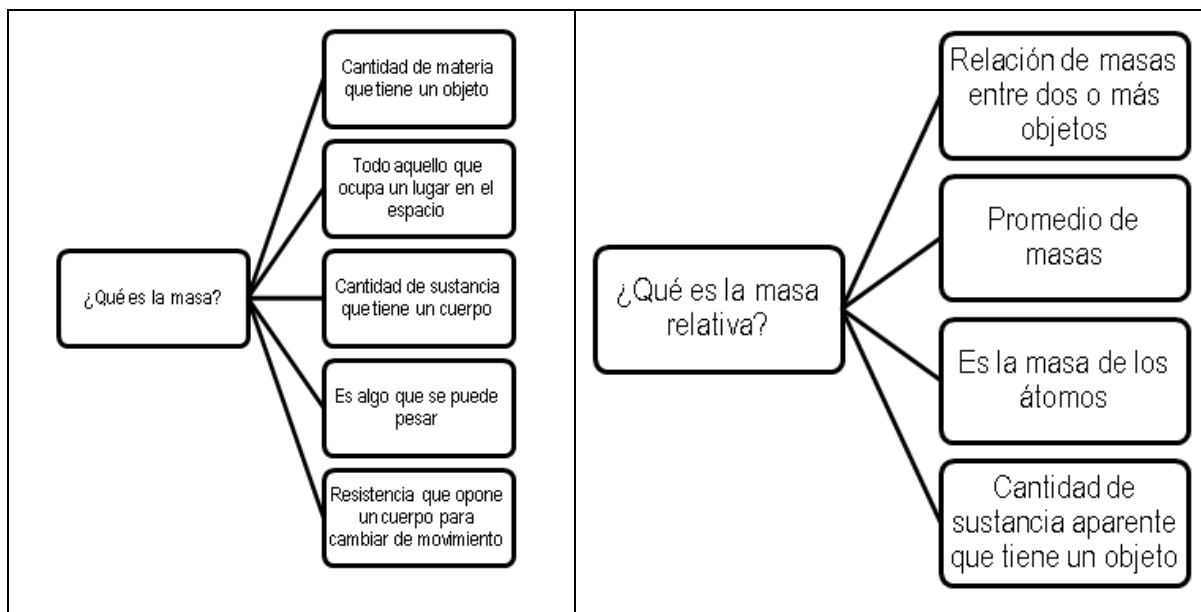 ¿Qué es la masa?
Cantidad de materia
que tiene un objeto
Todo aquello que
ocupa un lugar en el
espacio
Cantidad de sustancia
que tiene un cuerpo
Es algo que se puede
pesar
Resistencia que opone
un cuerpo para
cambiar de movimiento
¿Qué es la masa
relativa?
Relación de masas
entre dos o más
objetos
Promedio de
masas
Es la masa de los
átomos
Cantidad de
sustancia aparente
que tiene un objeto